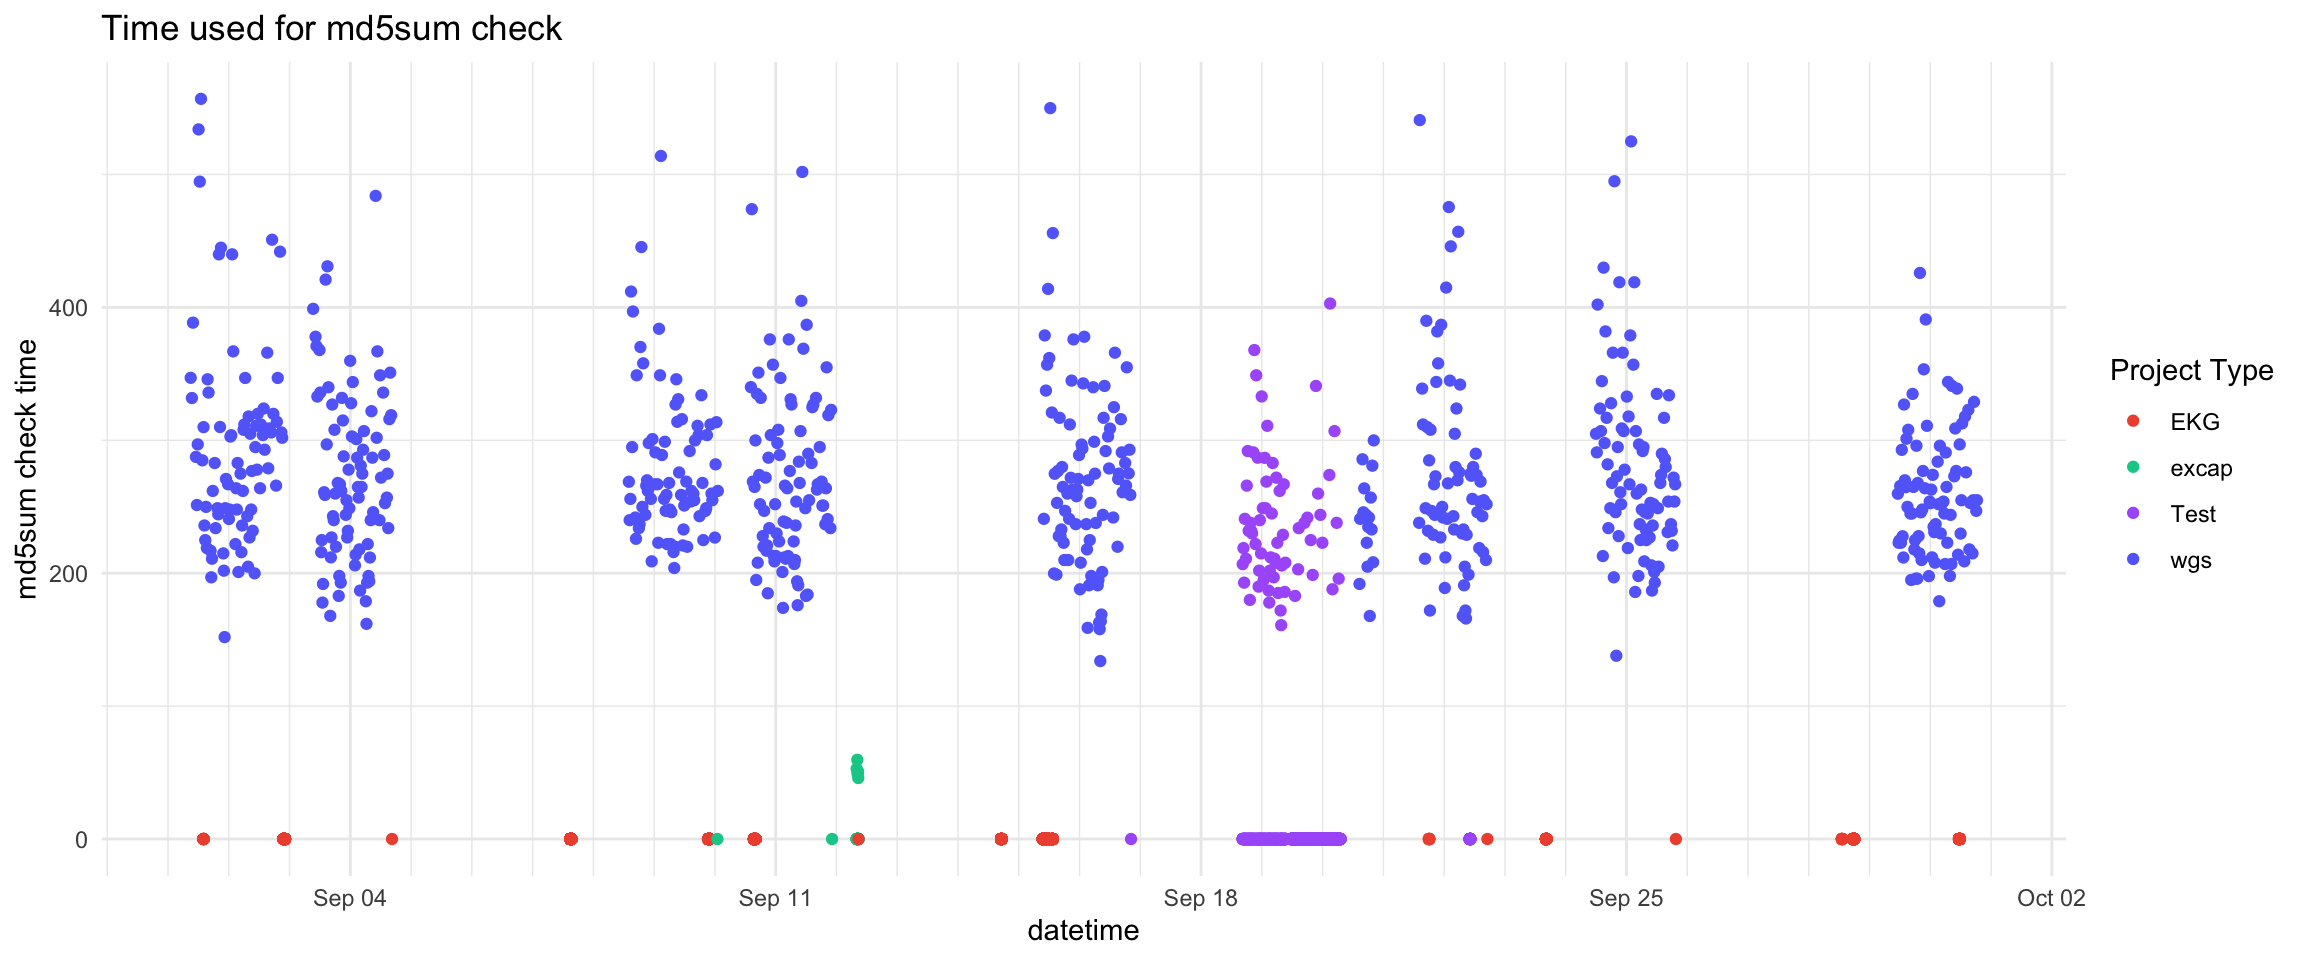 Time used for md5sum check
md5sum check time
400
200
0
Sep 04
Sep 11
Sep 18
Sep 25
Oct 02
datetime
Project Type
EKG
excap
Test
wgs